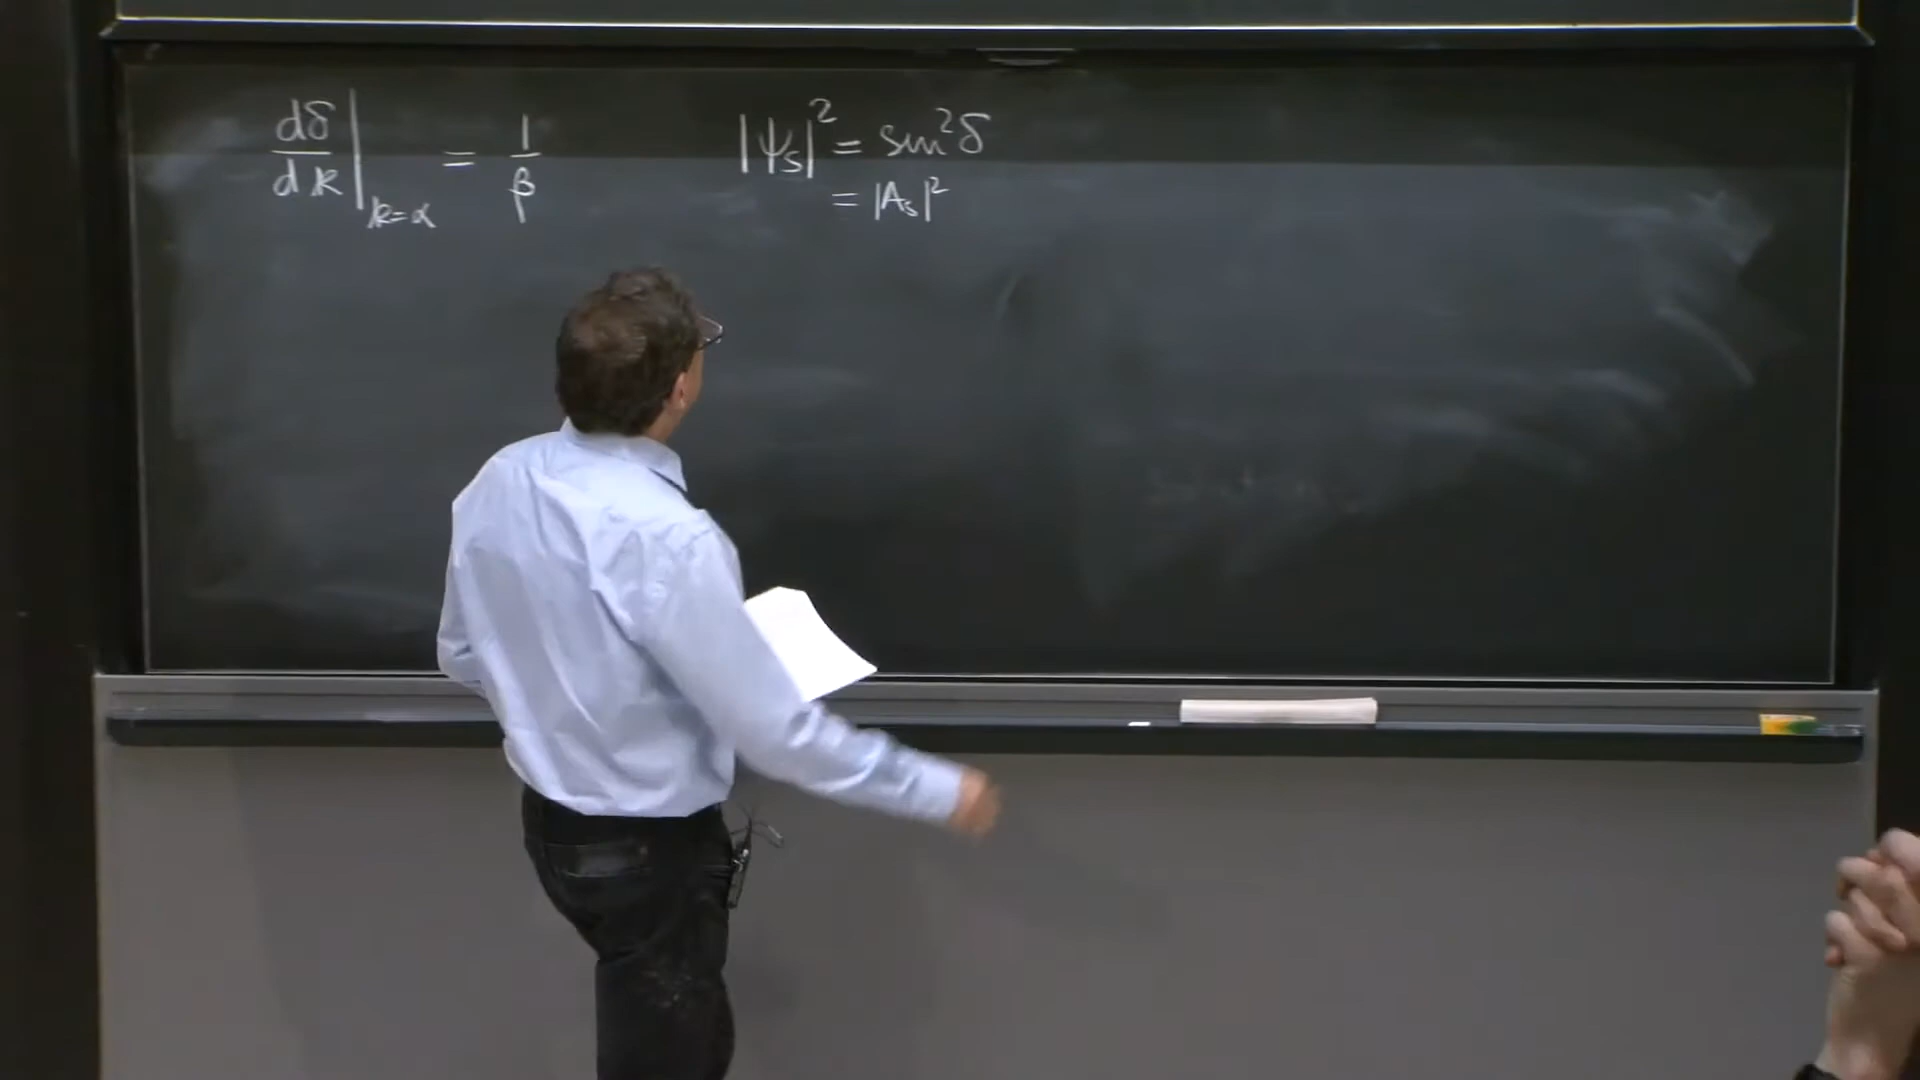 dδ/dk|k=α = 1/β
|ψs|² = sin²δ
= |As|²